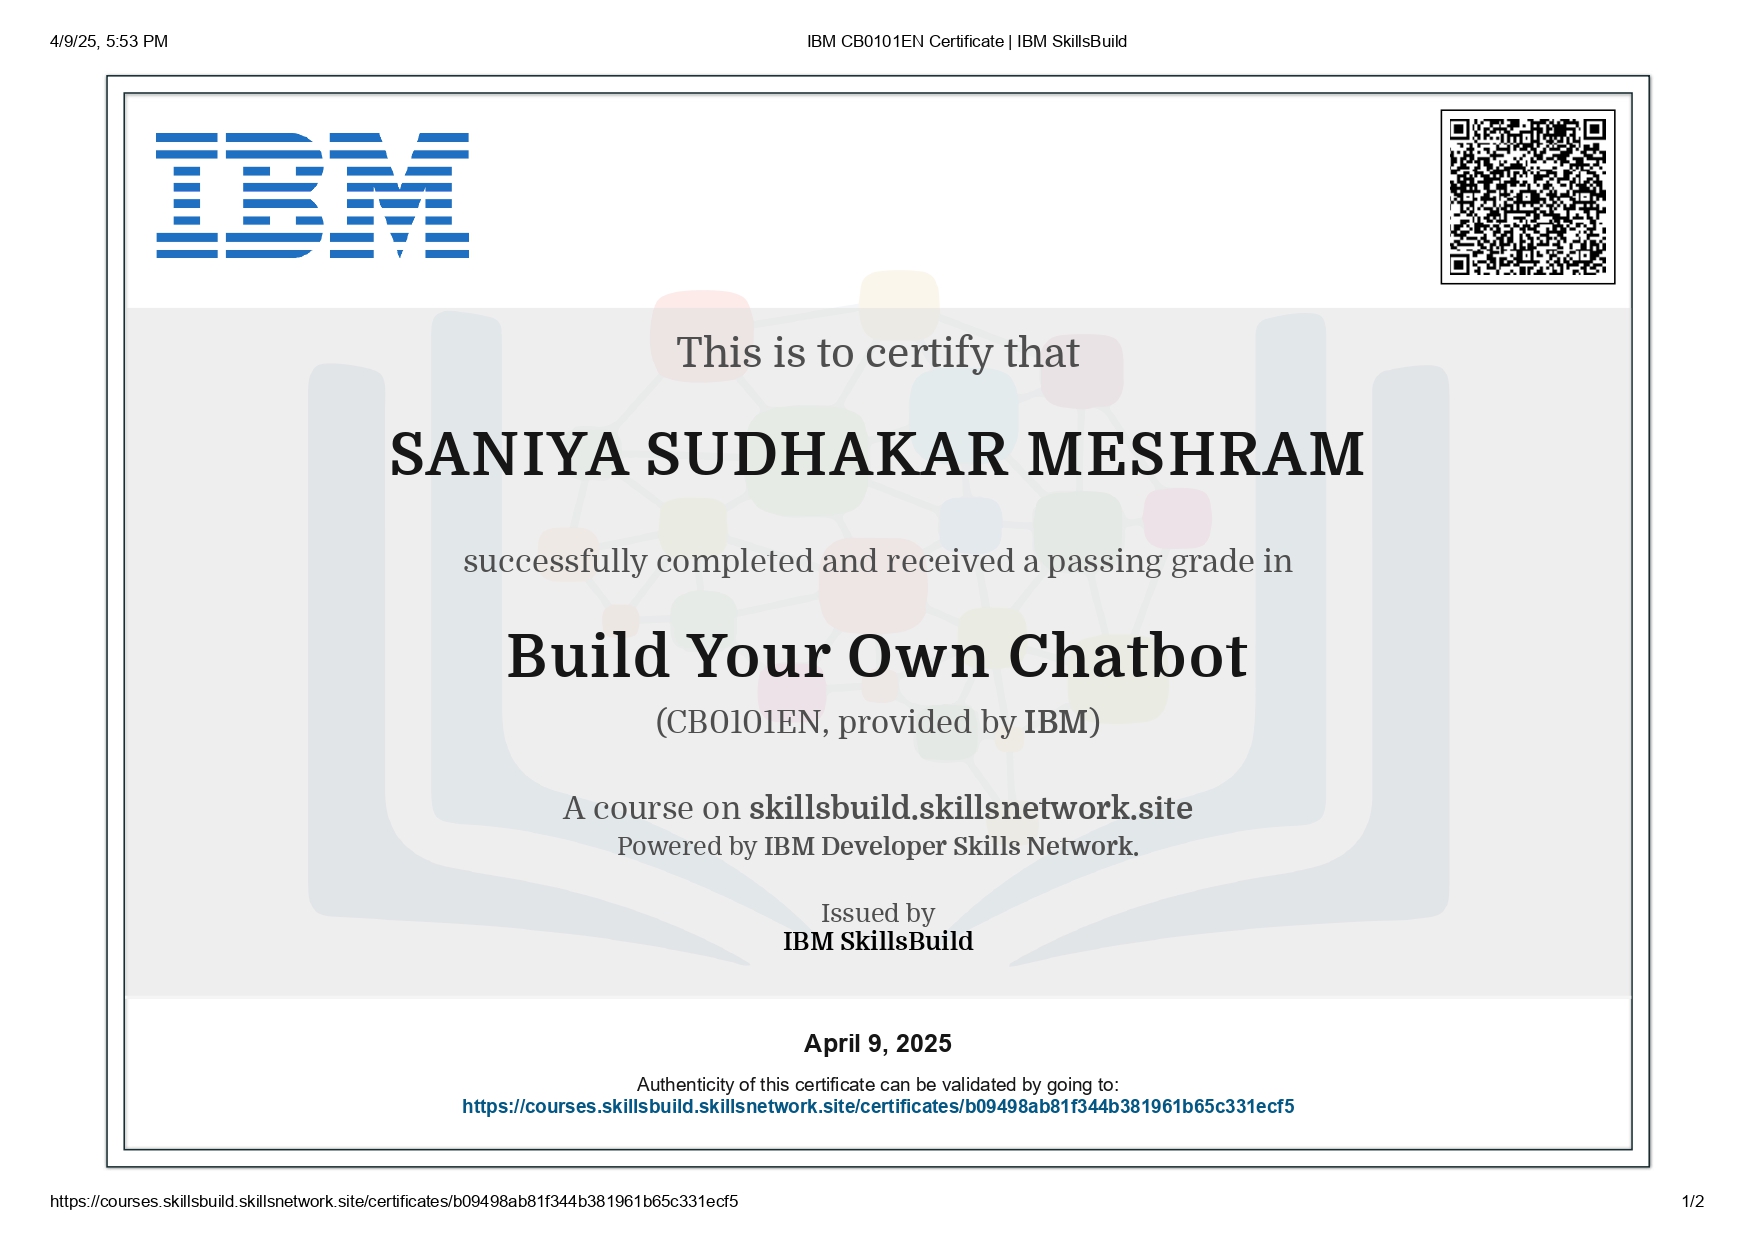 4/9/25, 5:53 PM
IBM CB0101EN Certificate | IBM SkillsBuild
IBM
This is to certify that
SANIYA SUDHAKAR MESHRAM
successfully completed and received a passing grade in
Build Your Own Chatbot
(CB0101EN, provided by IBM)
A course on skillsbuild.skillsnetwork.site
Powered by IBM Developer Skills Network.
Issued by
IBM SkillsBuild
April 9, 2025
Authenticity of this certificate can be validated by going to:
https://courses.skillsbuild.skillsnetwork.site/certificates/b09498ab81f344b381961b65c331ecf5
https://courses.skillsbuild.skillsnetwork.site/certificates/b09498ab81f344b381961b65c331ecf5
1/2